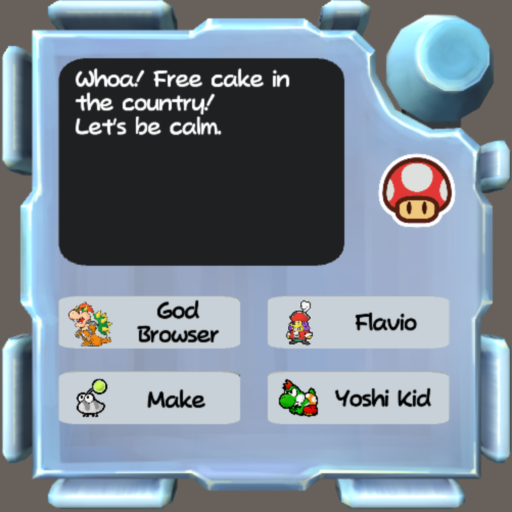 Whoa! Free cake in
the country!
Let's be calm.
God
Browser
Flavio
Make
Yoshi Kid